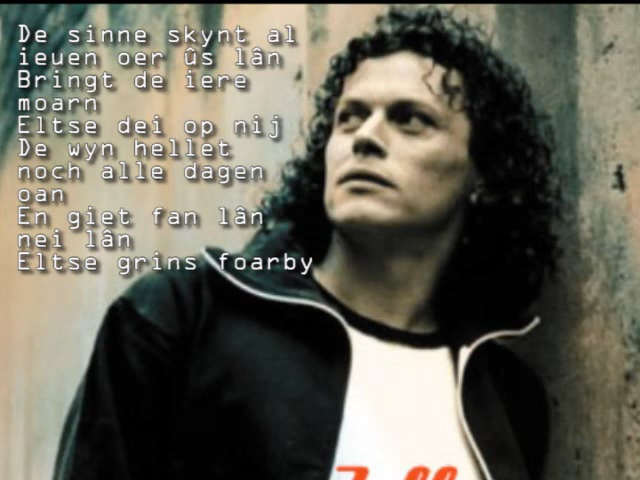 De sinne skynt al
ieuen oer ûs lân
Bringt de iere
moarn
Eltse dei op nij
De wyn hellet
noch alle dagen
oan
En giet fan lân
nei lân
Eltse grins foarby